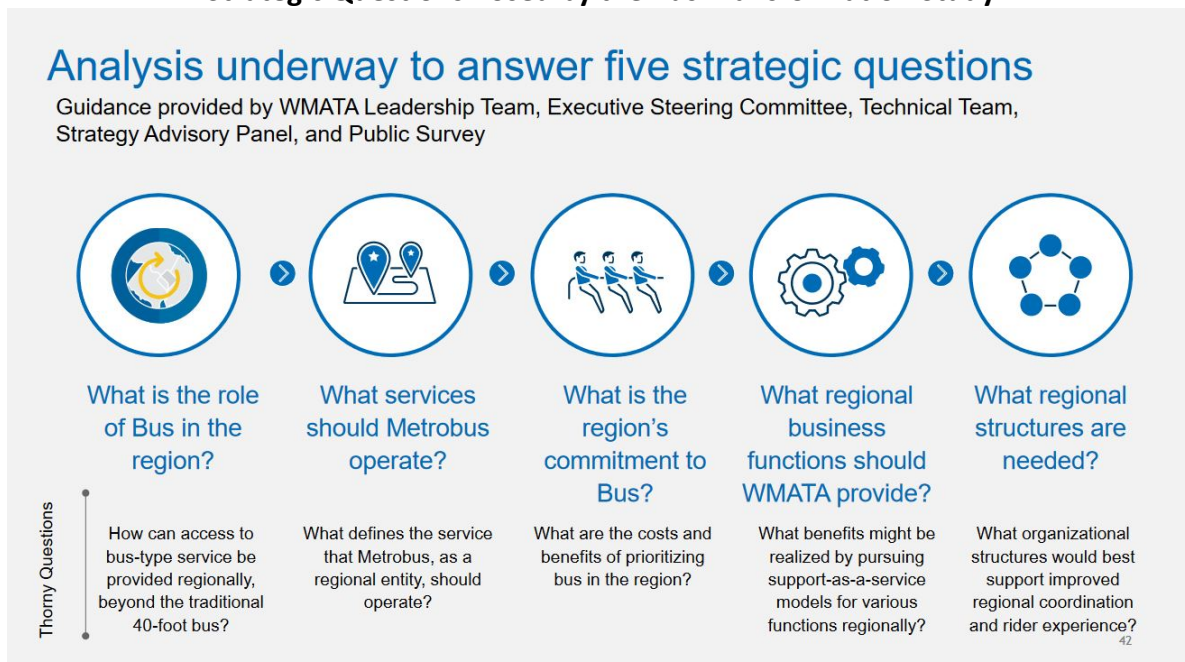 Analysis underway to answer five strategic questions
Guidance provided by WMATA Leadership Team, Executive Steering Committee, Technical Team,
Strategy Advisory Panel, and Public Survey
What is the role
of Bus in the
region?
What services
should Metrobus
operate?
What is the
region's
commitment to
Bus?
What regional
business
functions should
WMATA provide?
What regional
structures are
needed?
Thorny Questions
How can access to
bus-type service be
provided regionally,
beyond the traditional
40-foot bus?
What defines the service
that Metrobus, as a
regional entity, should
operate?
What are the costs and
benefits of prioritizing
bus in the region?
What benefits might be
realized by pursuing
support-as-a-service
models for various
functions regionally?
What organizational
structures would best
support improved
regional coordination
and rider experience?
42